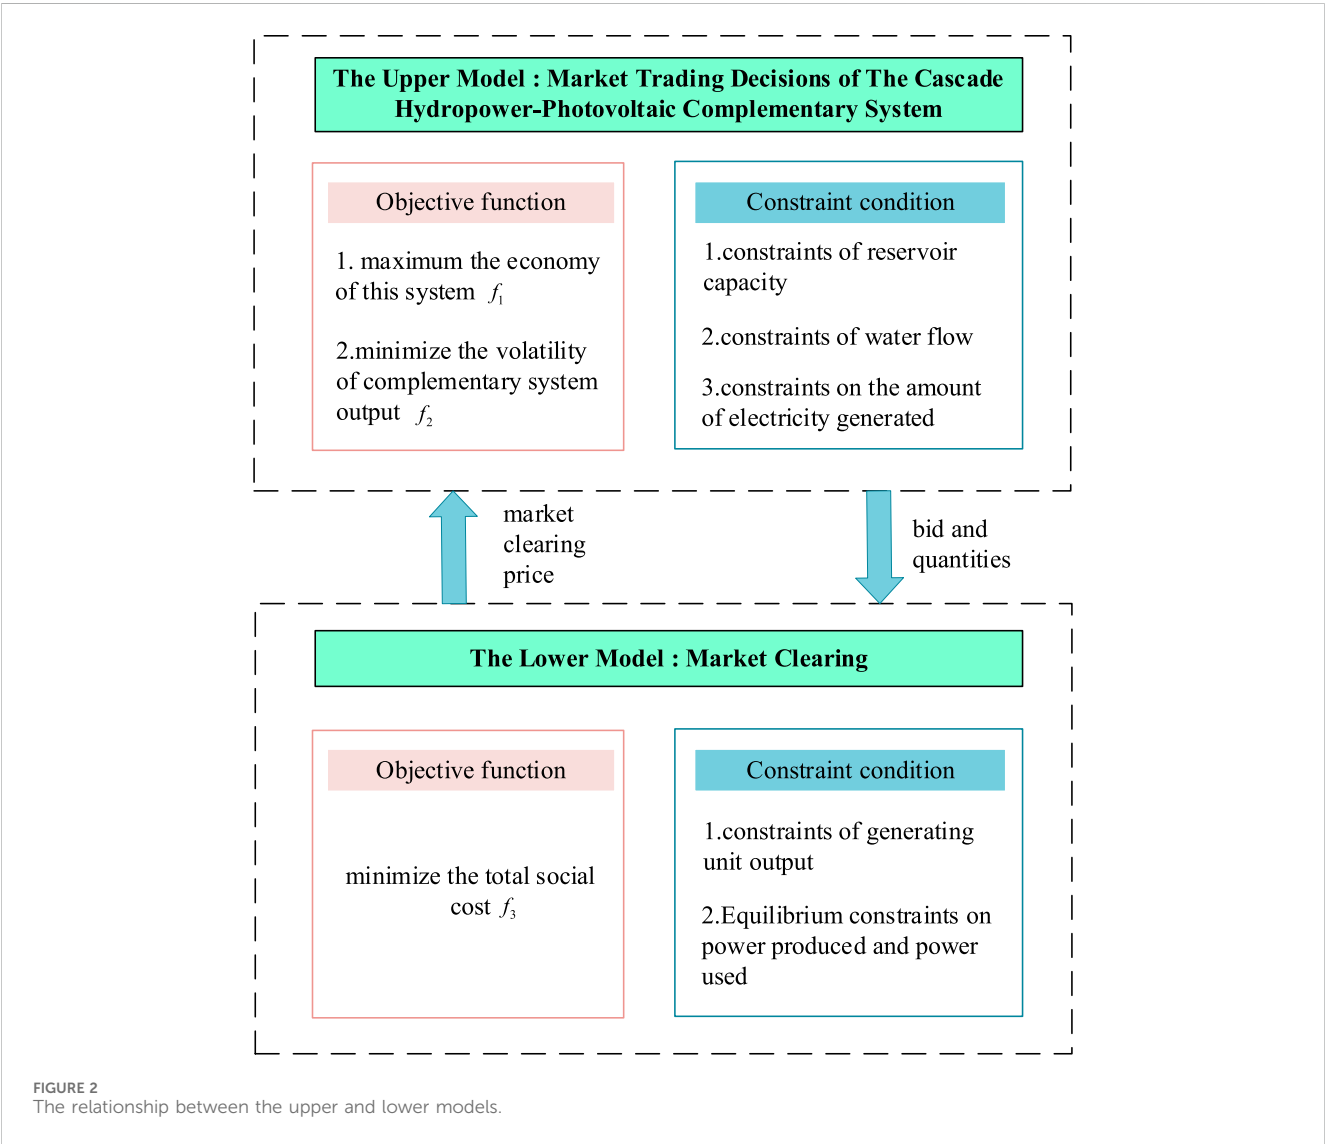 The Upper Model : Market Trading Decisions of The Cascade
Hydropower-Photovoltaic Complementary System
Objective function
1. maximum the economy
of this system f₁
2.minimize the volatility
of complementary system
output f₂
Constraint condition
1.constraints of reservoir
capacity
2.constraints of water flow
3.constraints on the amount
of electricity generated
market
clearing
price
bid and
quantities
The Lower Model : Market Clearing
Objective function
minimize the total social
cost f₃
Constraint condition
1.constraints of generating
unit output
2.Equilibrium constraints on
power produced and power
used
FIGURE 2
The relationship between the upper and lower models.